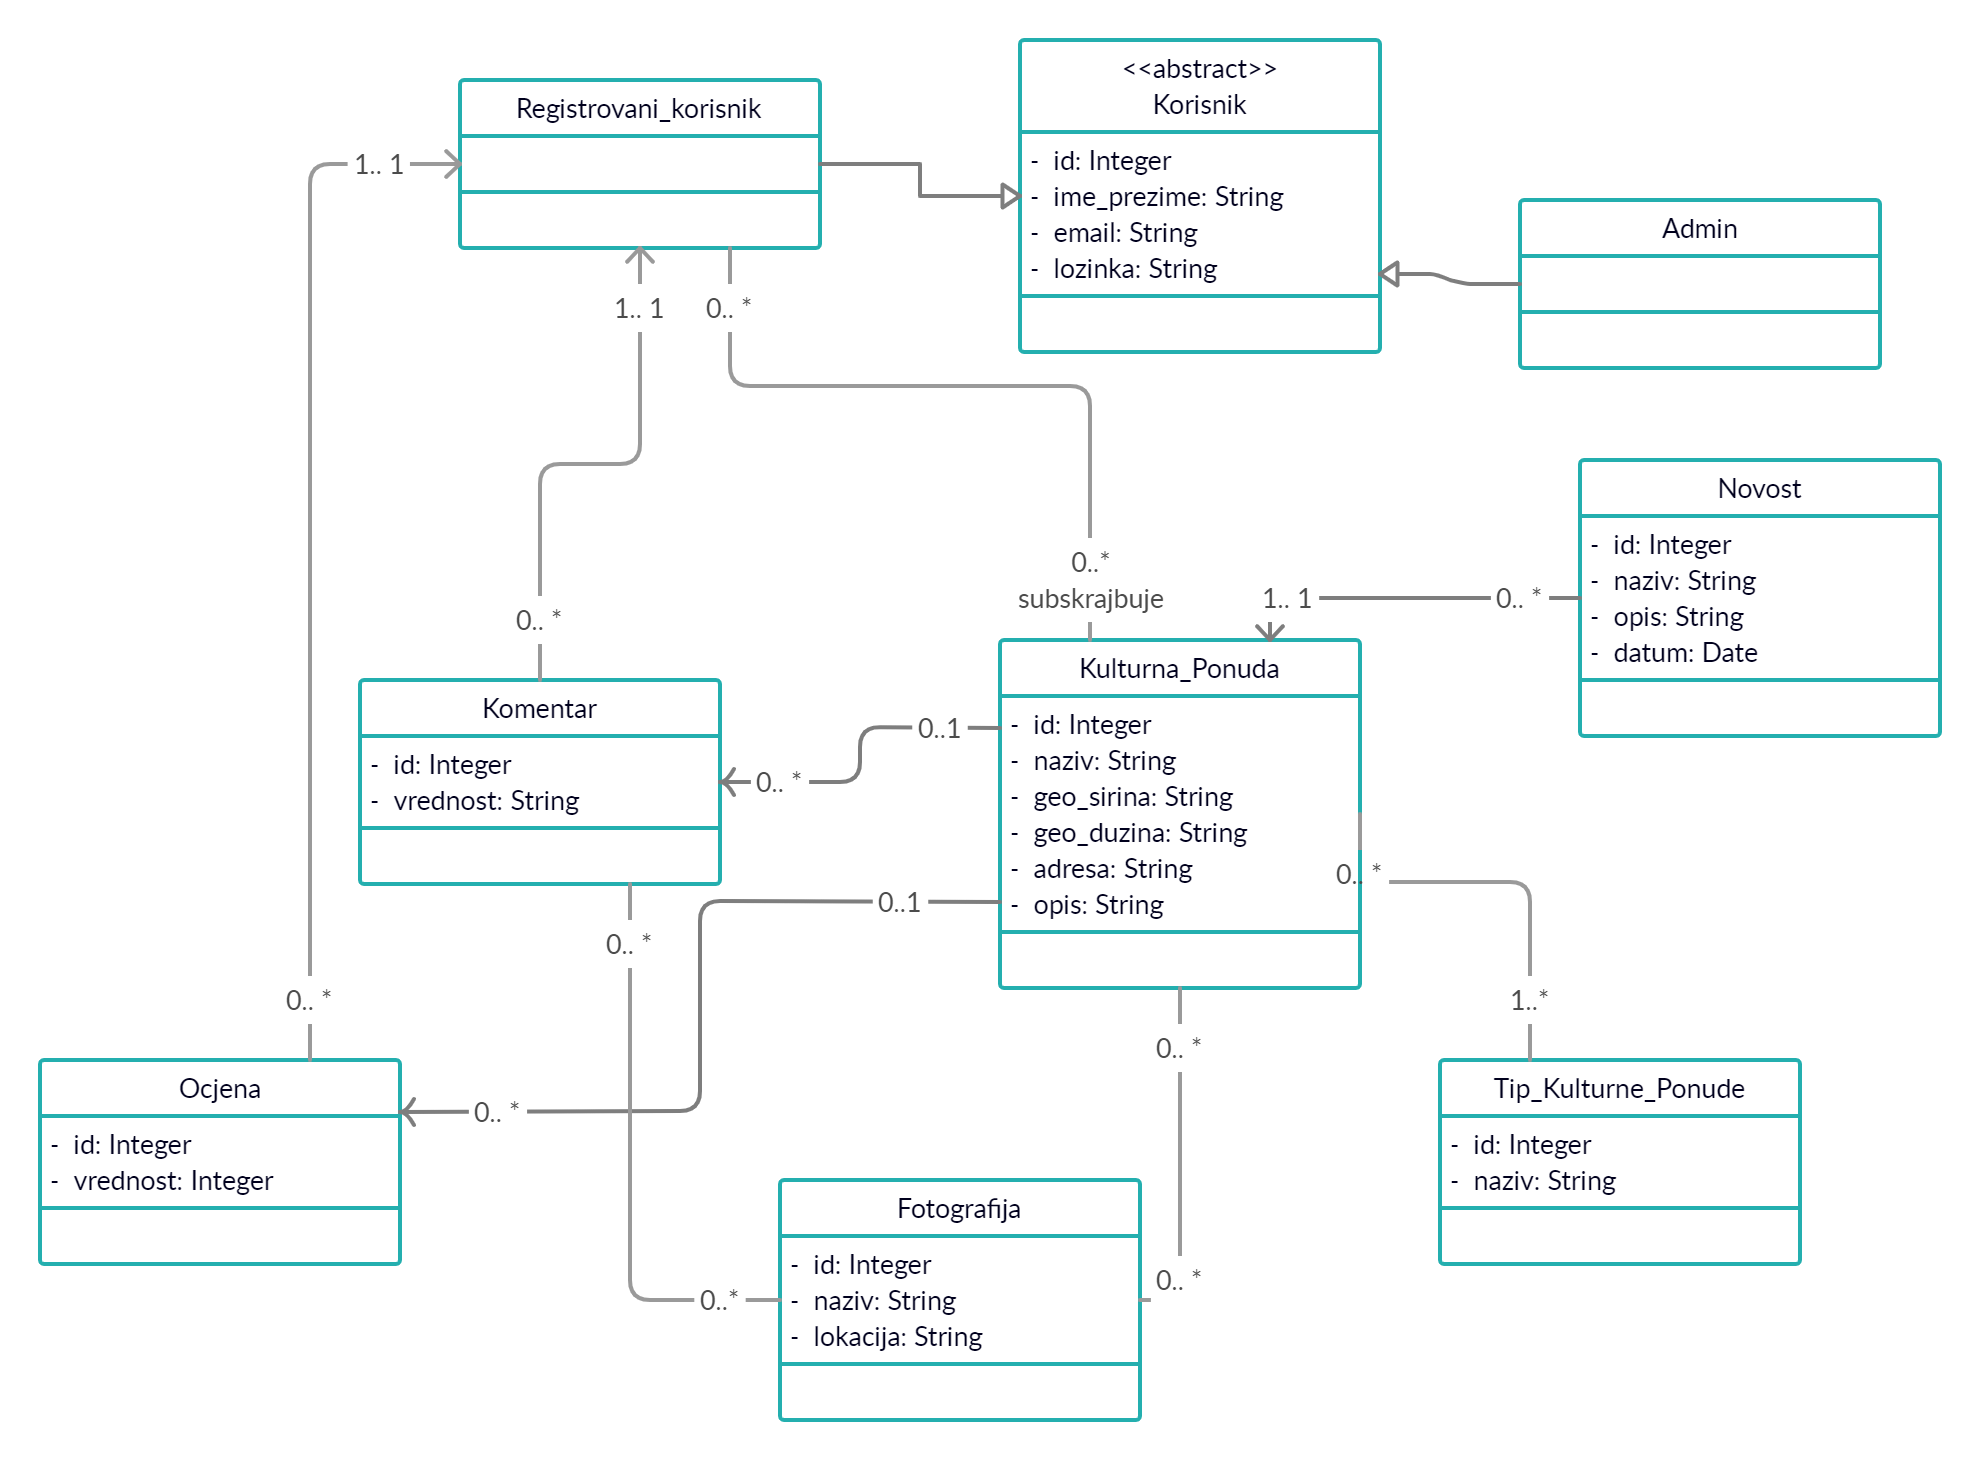 <<abstract>>
Korisnik
- id: Integer
- ime_prezime: String
- email: String
- lozinka: String
Registrovani_korisnik
1.. 1
Admin
1.. 1
0.. *
Novost
- id: Integer
- naziv: String
- opis: String
- datum: Date
0..*
subskrajbuje
1.. 1
0.. *
0.. *
Komentar
- id: Integer
- vrednost: String
Kulturna_Ponuda
- id: Integer
- naziv: String
- geo_sirina: String
- geo_duzina: String
- adresa: String
- opis: String
0..1
0.. *
0..1
0.. *
0.. *
0.. *
1..*
0.. *
Ocjena
- id: Integer
- vrednost: Integer
0.. *
Tip_Kulturne_Ponude
- id: Integer
- naziv: String
Fotografija
- id: Integer
- naziv: String
- lokacija: String
0..*
0.. *